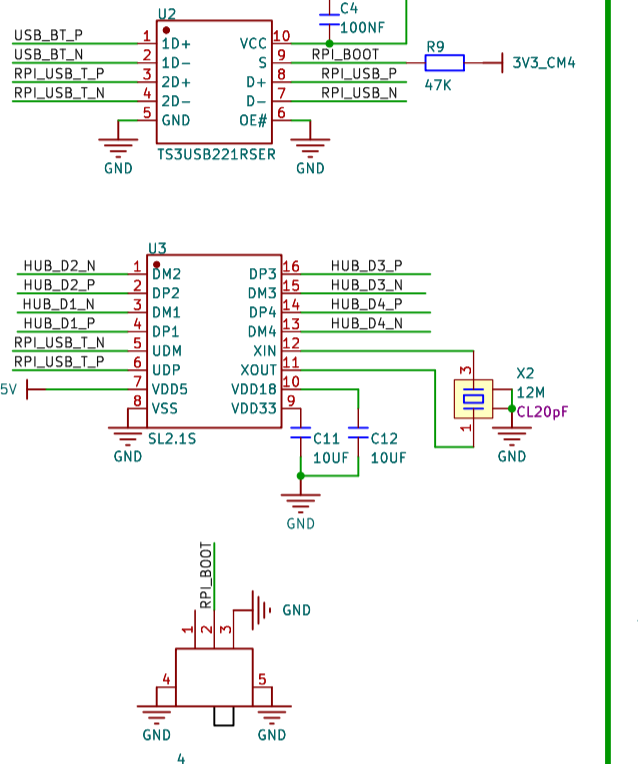 U2
C4
100NF
USB_BT_P 1 1D+ VCC 10
USB_BT_N 2 1D- S 9 RPI_BOOT R9 3V3_CM4
RPI_USB_T_P 3 2D+ D+ 8 RPI_USB_P 47K
RPI_USB_T_N 4 2D- D- 7 RPI_USB_N
5 GND OE# 6
TS3USB221RSER
GND GND
U3
HUB_D2_N 1 DM2 DP3 16 HUB_D3_P
HUB_D2_P 2 DP2 DM3 15 HUB_D3_N
HUB_D1_N 3 DM1 DP4 14 HUB_D4_P
HUB_D1_P 4 DP1 DM4 13 HUB_D4_N
RPI_USB_T_N 5 UDM XIN 12
RPI_USB_T_P 6 UDP XOUT 11
5V 7 VDD5 VDD18 10
8 VSS VDD33 9
3 X2
12M
CL20pF
1
SL2.1S
C11 C12
10UF 10UF
GND GND
GND
RPI_BOOT
GND
1 2 3
4 5
GND GND
4